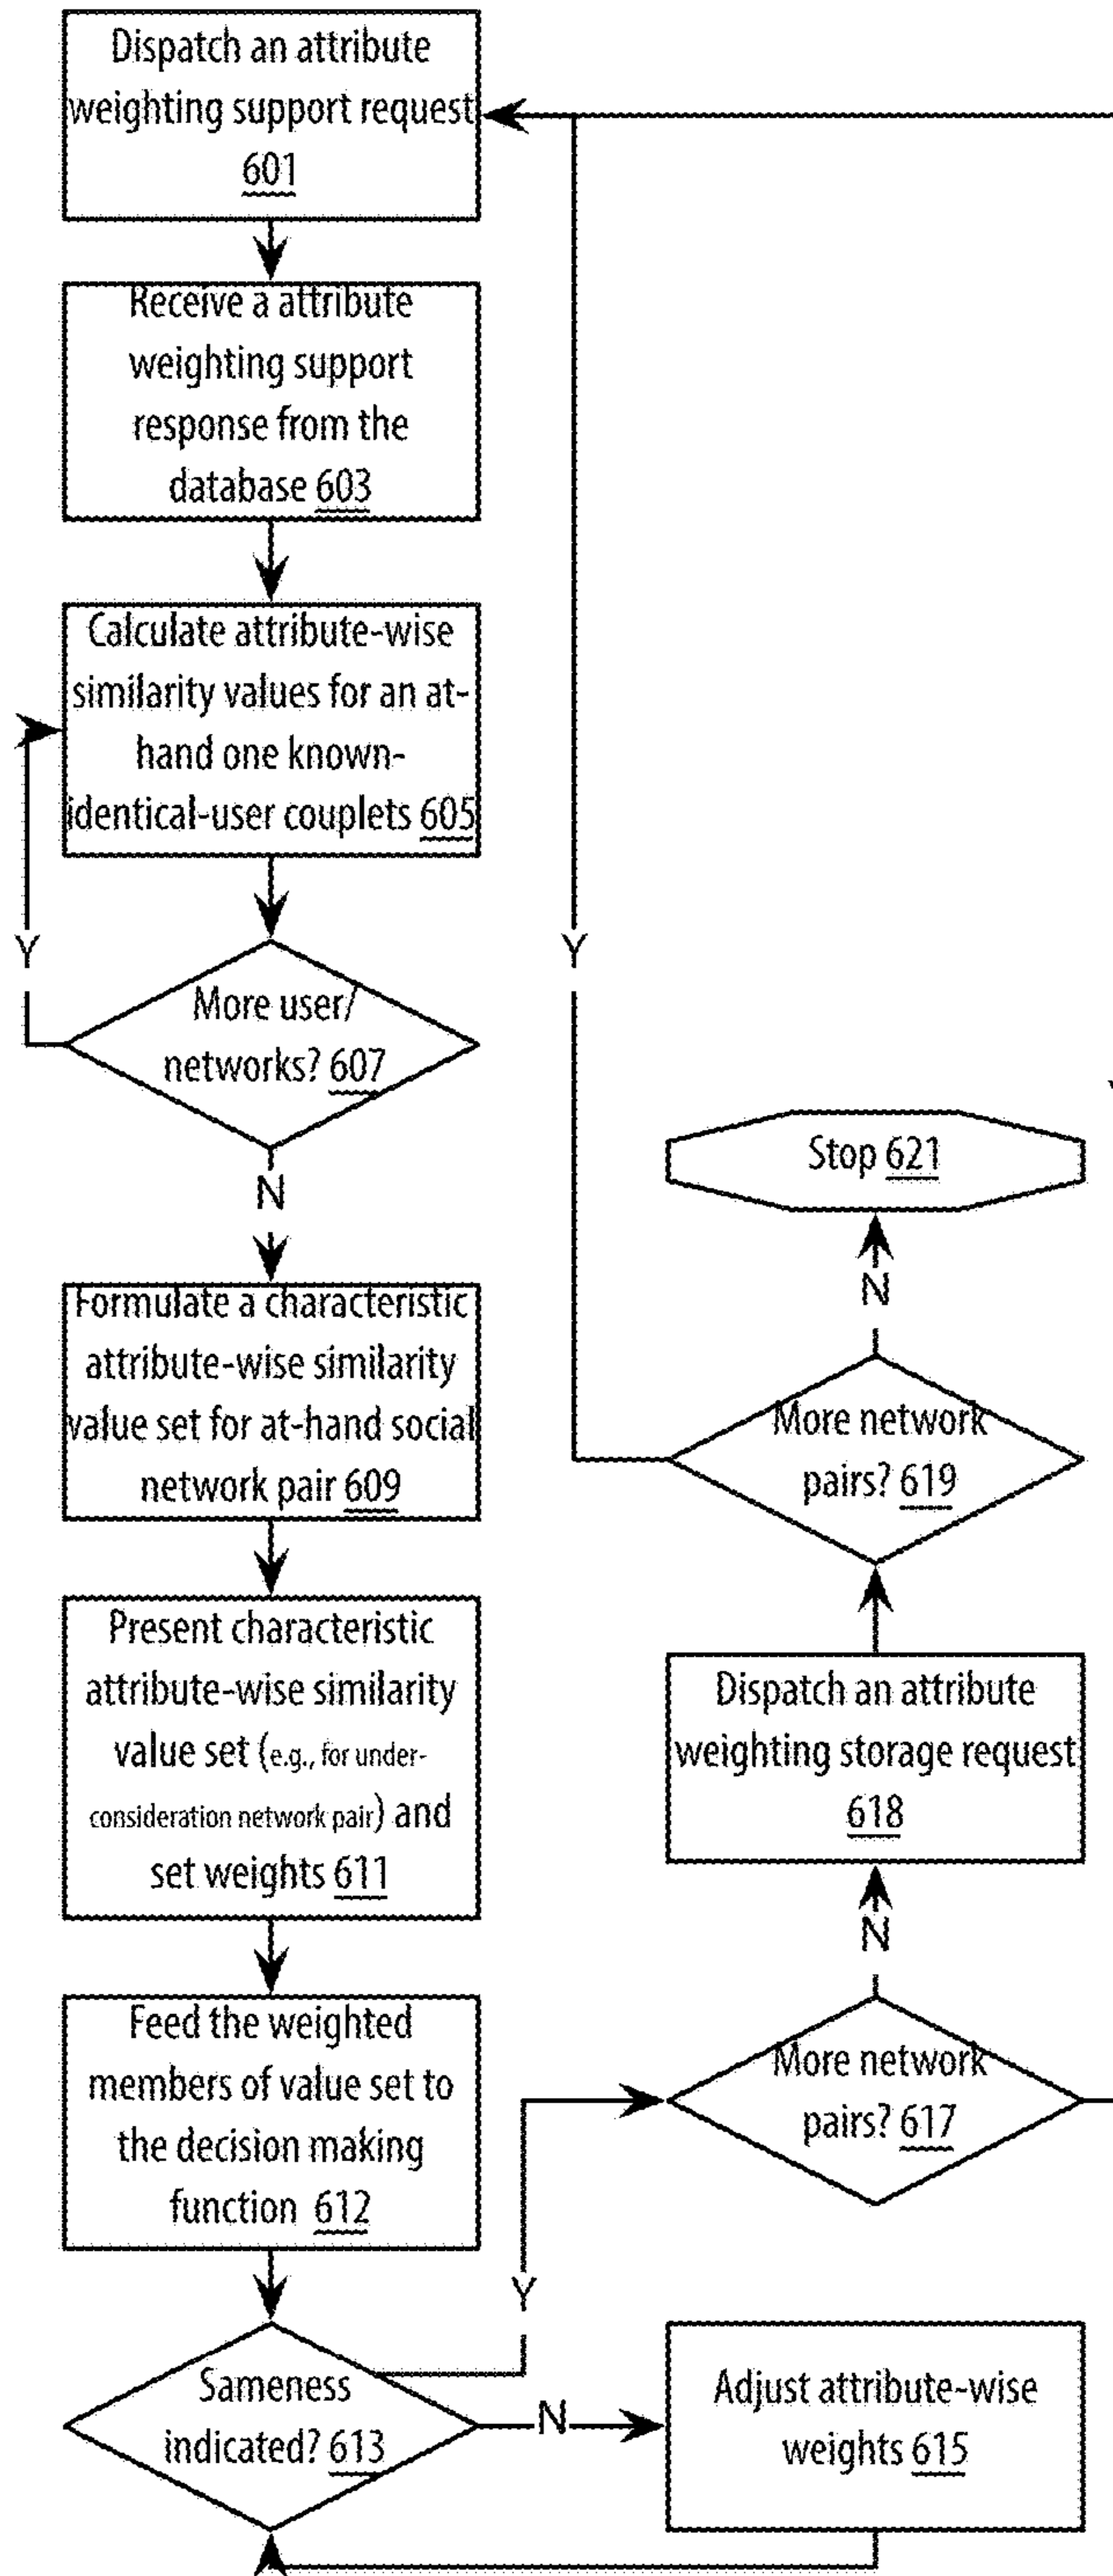 Dispatch an attribute
weighting support request
601
Receive a attribute
weighting support
response from the
database 603
Calculate attribute-wise
similarity values for an at-
hand one known-
identical-user couplets 605
Y
More user/
networks? 607
N
Formulate a characteristic
attribute-wise similarity
value set for at-hand social
network pair 609
Present characteristic
attribute-wise similarity
value set (e.g., for under-
consideration network pair) and
set weights 611
Feed the weighted
members of value set to
the decision making
function 612
Sameness
indicated? 613
Y
N
Adjust attribute-wise
weights 615
More network
pairs? 617
N
Dispatch an attribute
weighting storage request
618
More network
pairs? 619
Y
N
Stop 621